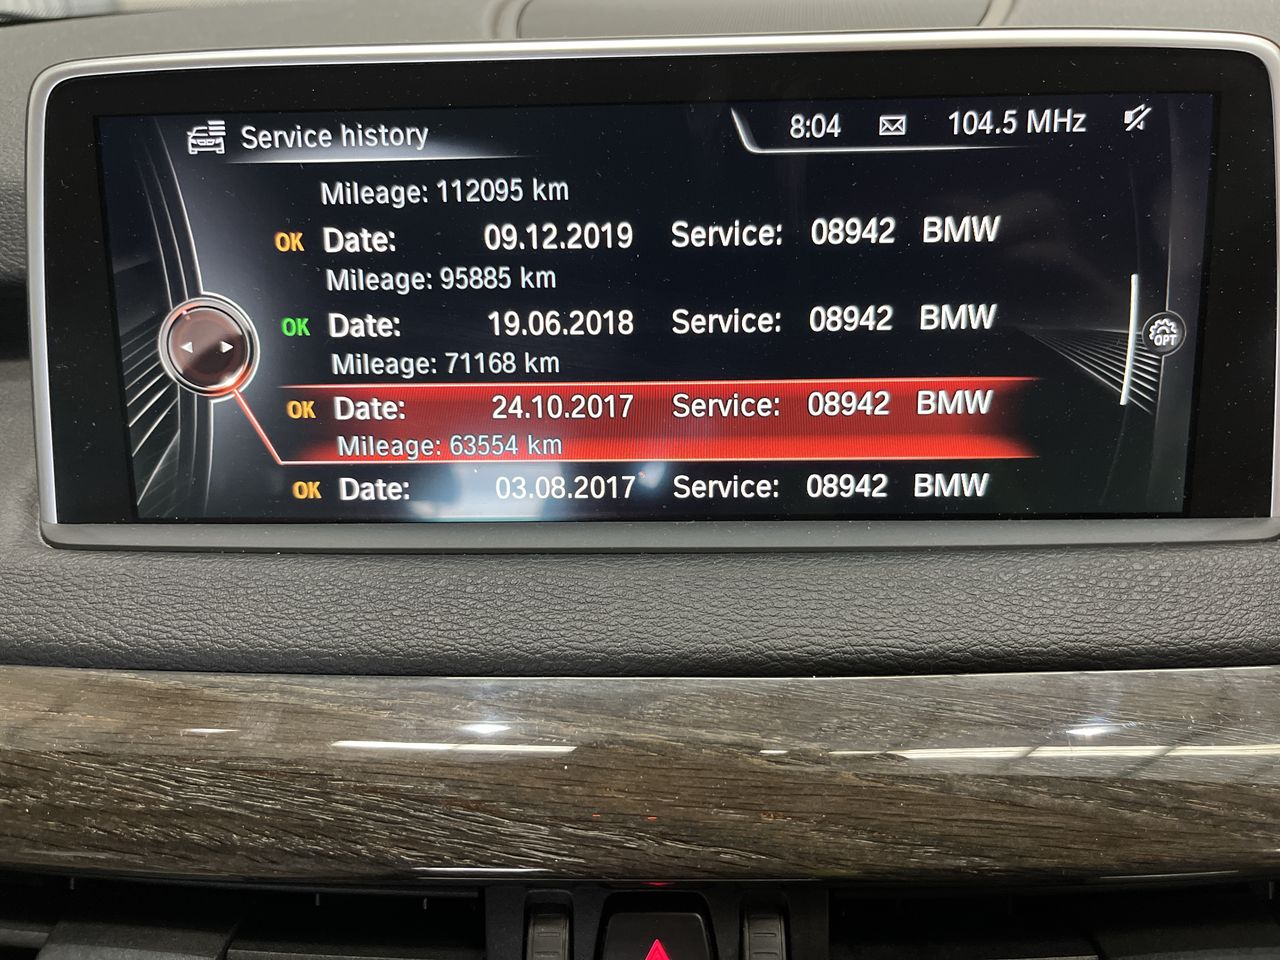 Service history
8:04 104.5 MHz
Mileage: 112095 km
OK Date: 09.12.2019 Service: 08942 BMW
Mileage: 95885 km
OK Date: 19.06.2018 Service: 08942 BMW
Mileage: 71168 km
OK Date: 24.10.2017 Service: 08942 BMW
Mileage: 63554 km
OK Date: 03.08.2017 Service: 08942 BMW
OPT